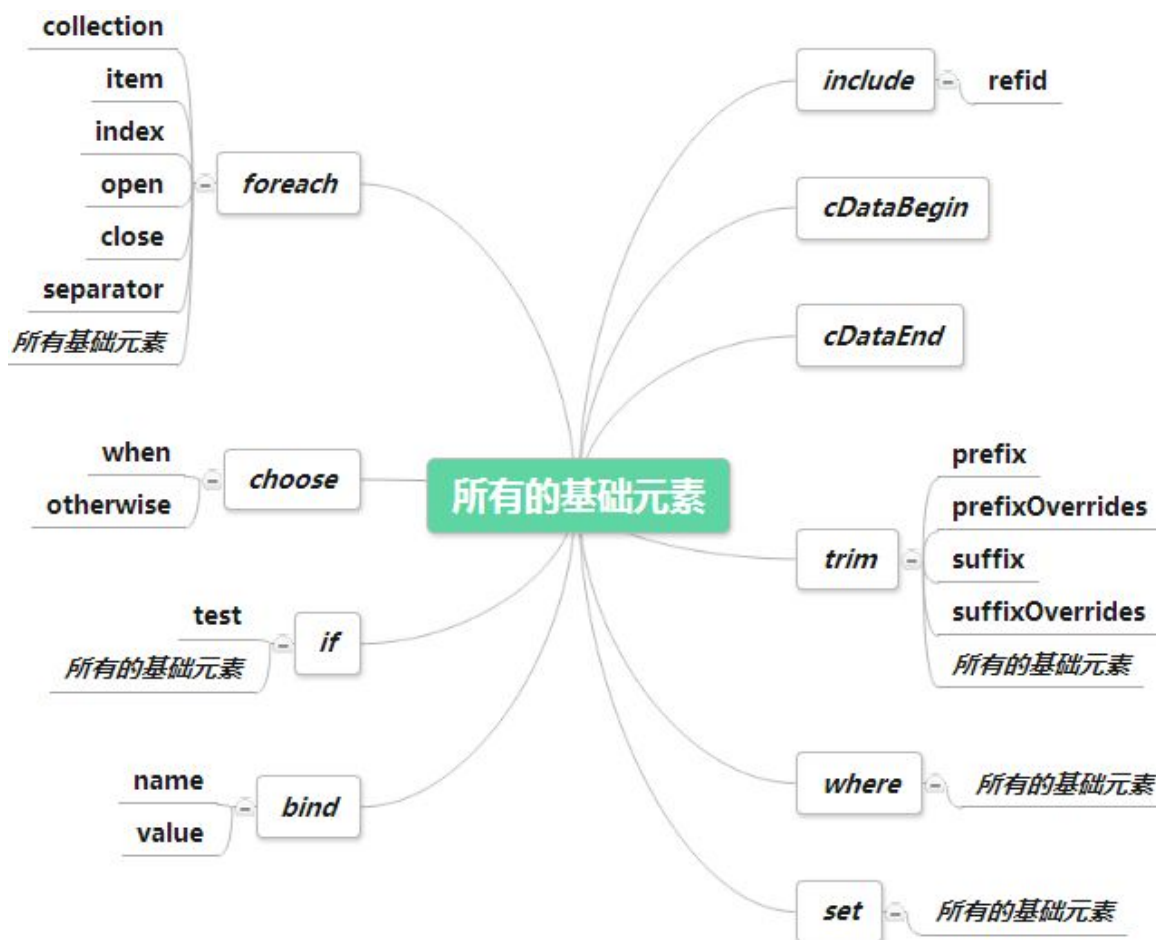 所有的基础元素
foreach
collection
item
index
open
close
separator
所有基础元素
choose
when
otherwise
if
test
所有的基础元素
bind
name
value
include
refid
cDataBegin
cDataEnd
trim
prefix
prefixOverrides
suffix
suffixOverrides
所有的基础元素
where
所有的基础元素
set
所有的基础元素